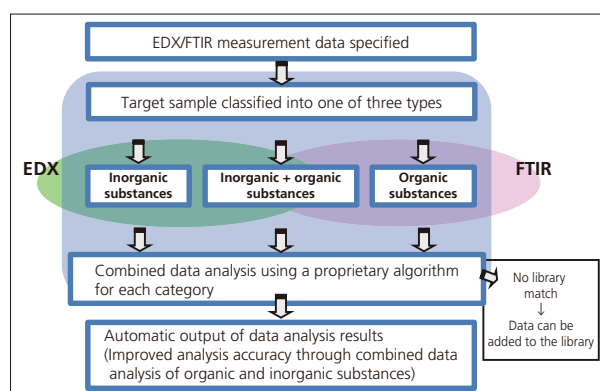 EDX/FTIR measurement data specified
Target sample classified into one of three types
EDX
Inorganic
substances
Inorganic + organic
substances
Organic
substances
FTIR
Combined data analysis using a proprietary algorithm
for each category
No library
match
↓
Data can be
added to the library
Automatic output of data analysis results
(Improved analysis accuracy through combined data
analysis of organic and inorganic substances)